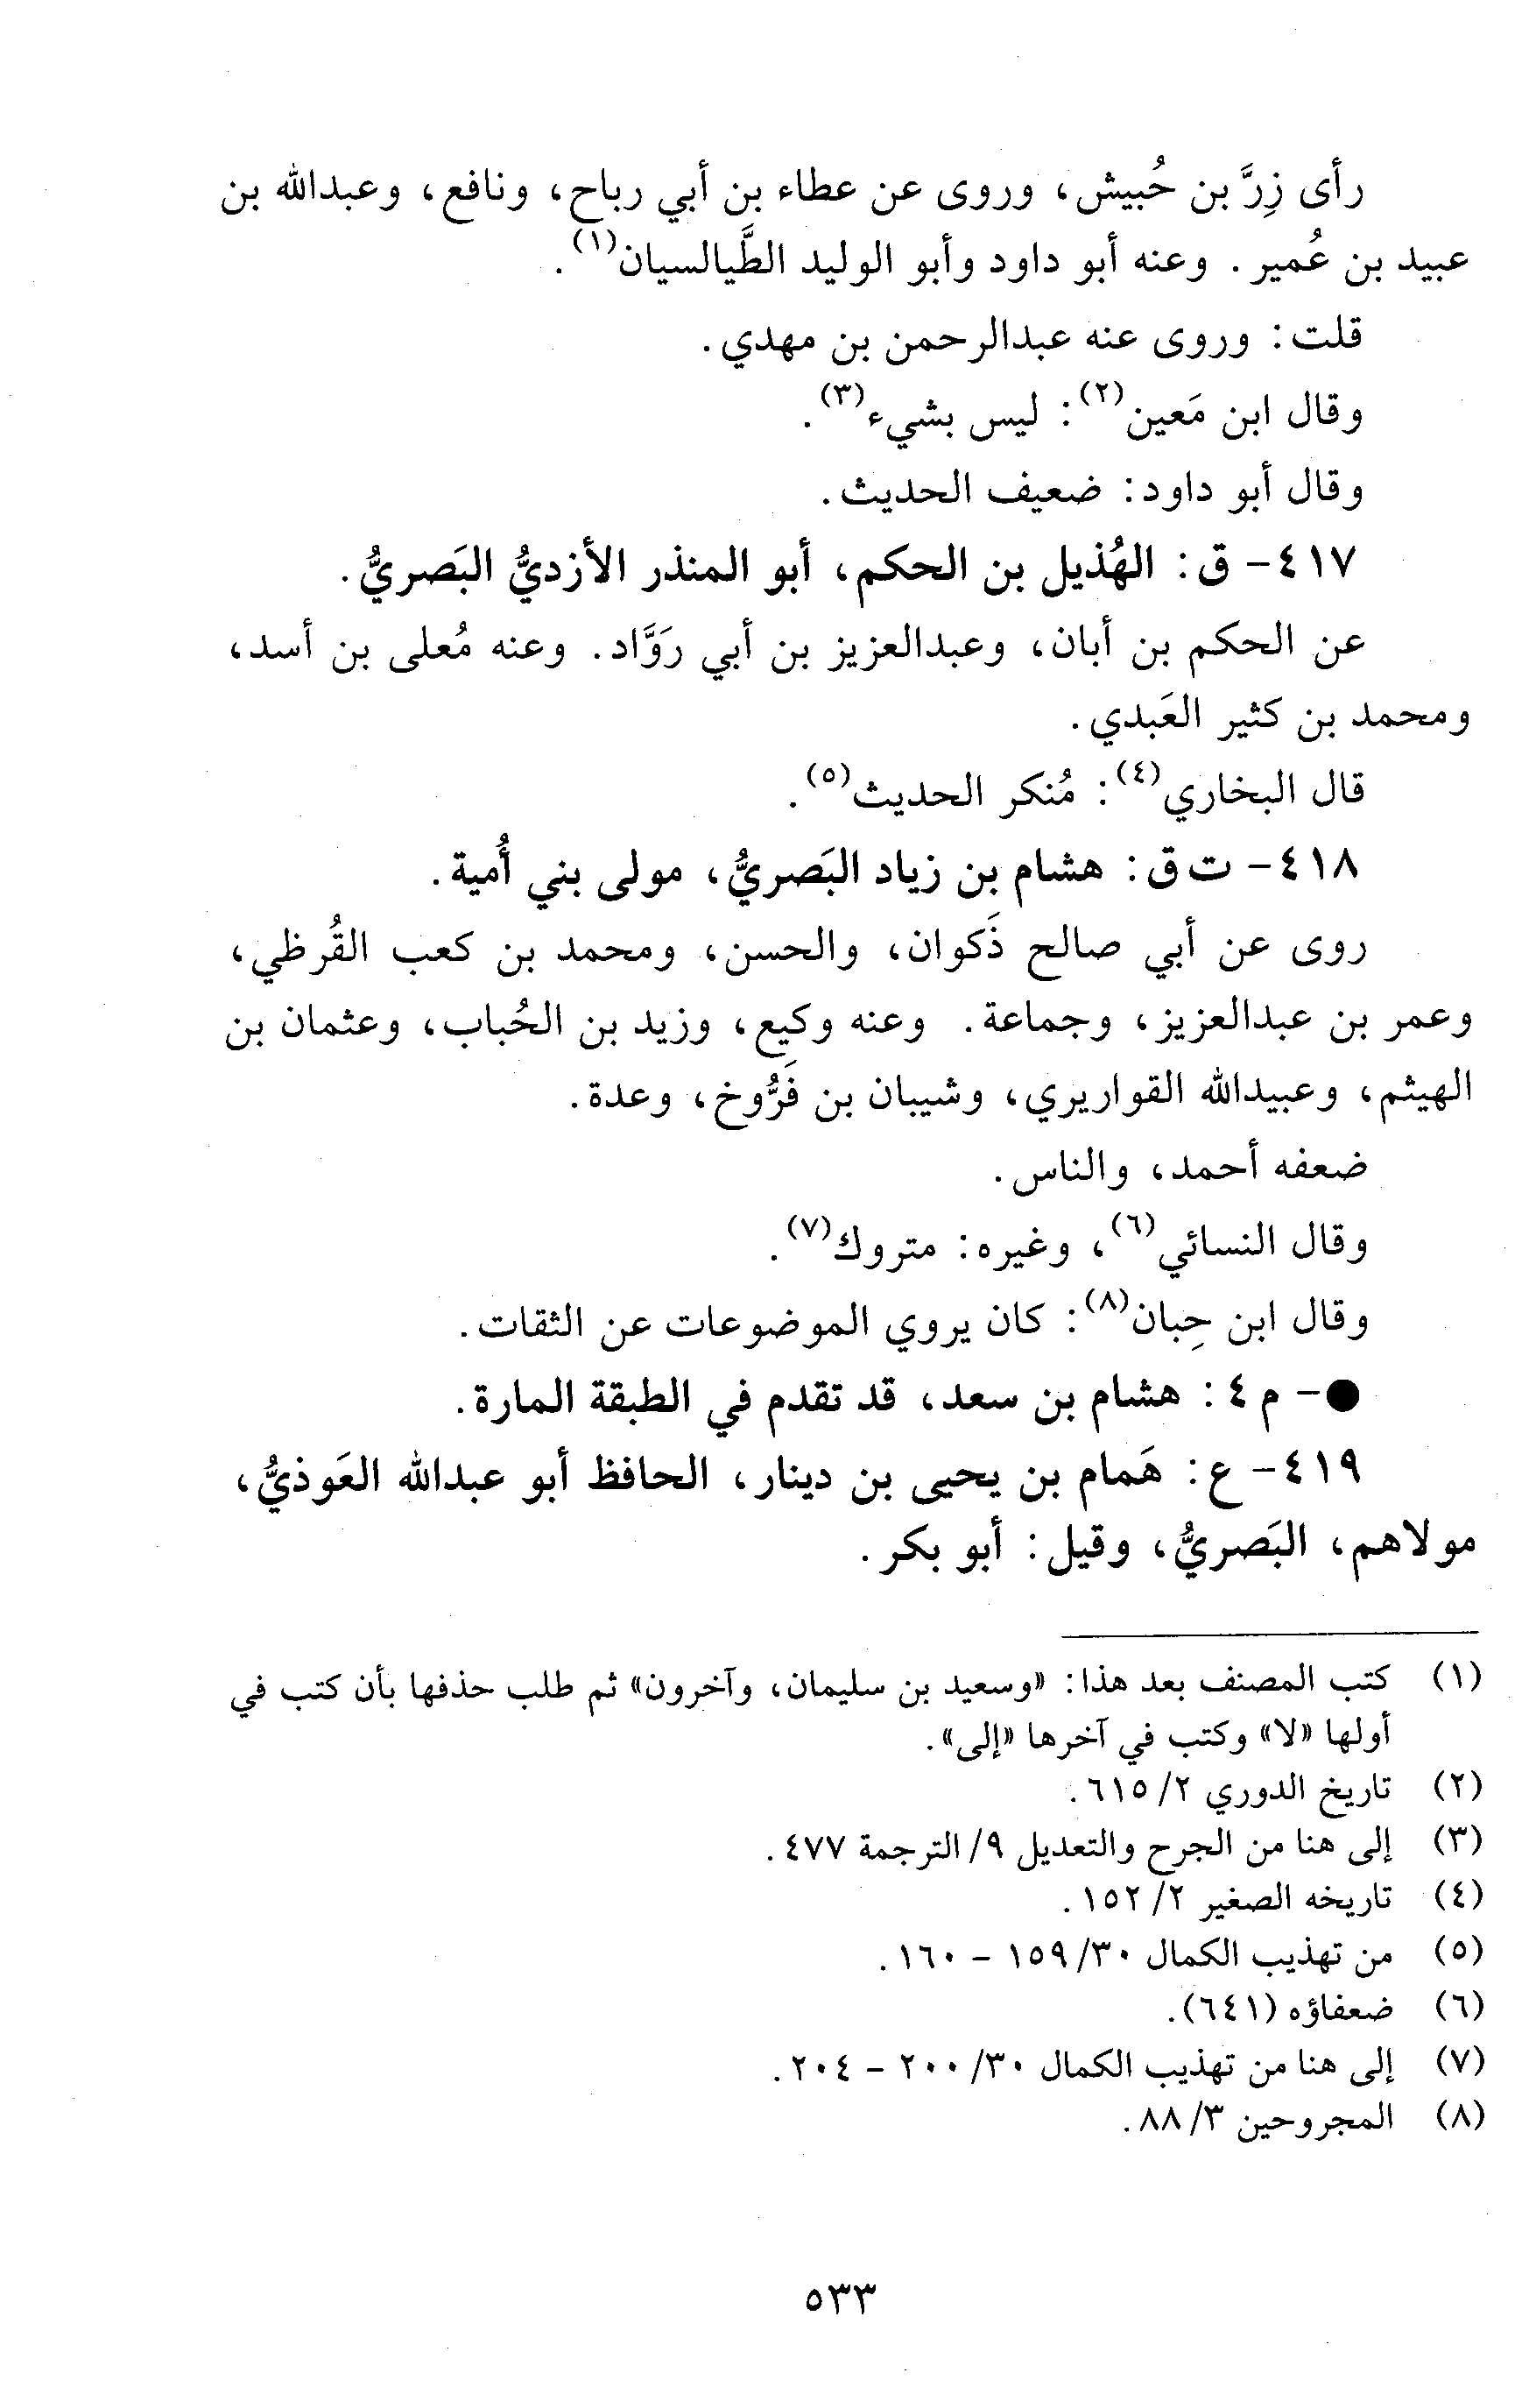 رأى زِرَّ بن حُبيش، وروى عن عطاء بن أبي رباح، ونافع، وعبدالله بن
عبيد بن عُمير. وعنه أبو داود وأبو الوليد الطَّيالسيان(١).
قلت: وروى عنه عبدالرحمن بن مهدي.
وقال ابن مَعين(٢): ليس بشيء(٣).
وقال أبو داود: ضعيف الحديث.
٤١٧- ق: الهُذيل بن الحكم، أبو المنذر الأزديُّ البَصريُّ.
عن الحكم بن أبان، وعبدالعزيز بن أبي رَوَّاد. وعنه مُعلى بن أسد،
ومحمد بن كثير العَبدي.
قال البخاري(٤): مُنكر الحديث(٥).
٤١٨- ت ق: هشام بن زياد البَصريُّ، مولى بني أُمية.
روى عن أبي صالح ذَكوان، والحسن، ومحمد بن كعب القُرظي،
وعمر بن عبدالعزيز، وجماعة. وعنه وكيع، وزيد بن الحُباب، وعثمان بن
الهيثم، وعبيدالله القواريري، وشيبان بن فَرُّوخ، وعدة.
ضعفه أحمد، والناس.
وقال النسائي(٦)، وغيره: متروك(٧).
وقال ابن حِبان(٨): كان يروي الموضوعات عن الثقات.
●- م ٤: هشام بن سعد، قد تقدم في الطبقة المارة.
٤١٩- ع: هَمام بن يحيى بن دينار، الحافظ أبو عبدالله العَوذيُّ،
مولاهم، البَصريُّ، وقيل: أبو بكر.
(١) كتب المصنف بعد هذا: «وسعيد بن سليمان، وآخرون» ثم طلب حذفها بأن كتب في
أولها «لا» وكتب في آخرها «إلى».
(٢) تاريخ الدوري ٢/ ٦١٥.
(٣) إلى هنا من الجرح والتعديل ٩/ الترجمة ٤٧٧.
(٤) تاريخه الصغير ٢/ ١٥٢.
(٥) من تهذيب الكمال ٣٠/ ١٥٩ - ١٦٠.
(٦) ضعفاؤه (٦٤١).
(٧) إلى هنا من تهذيب الكمال ٣٠/ ٢٠٠ - ٢٠٤.
(٨) المجروحين ٣/ ٨٨.
٥٣٣